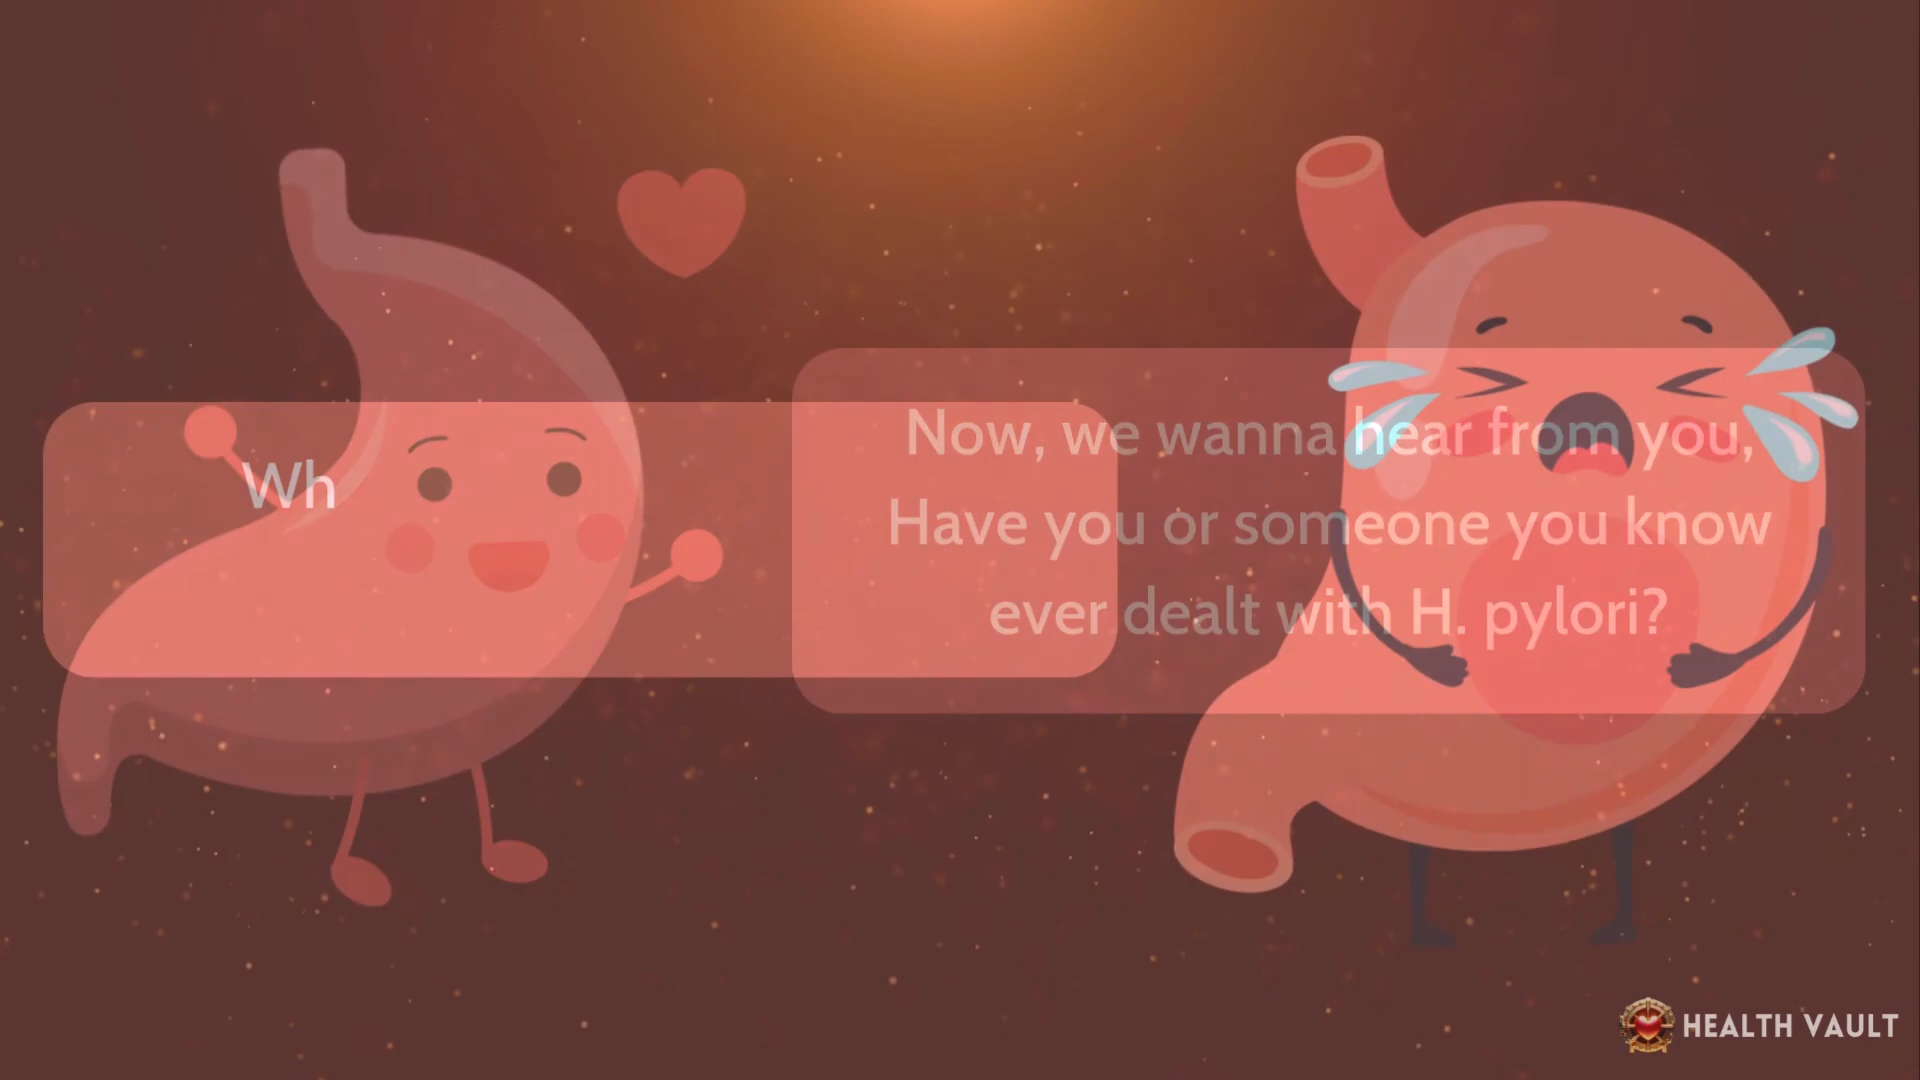 Wh
Now, we wanna hear from you,
Have you or someone you know
ever dealt with H. pylori?
HEALTH VAULT